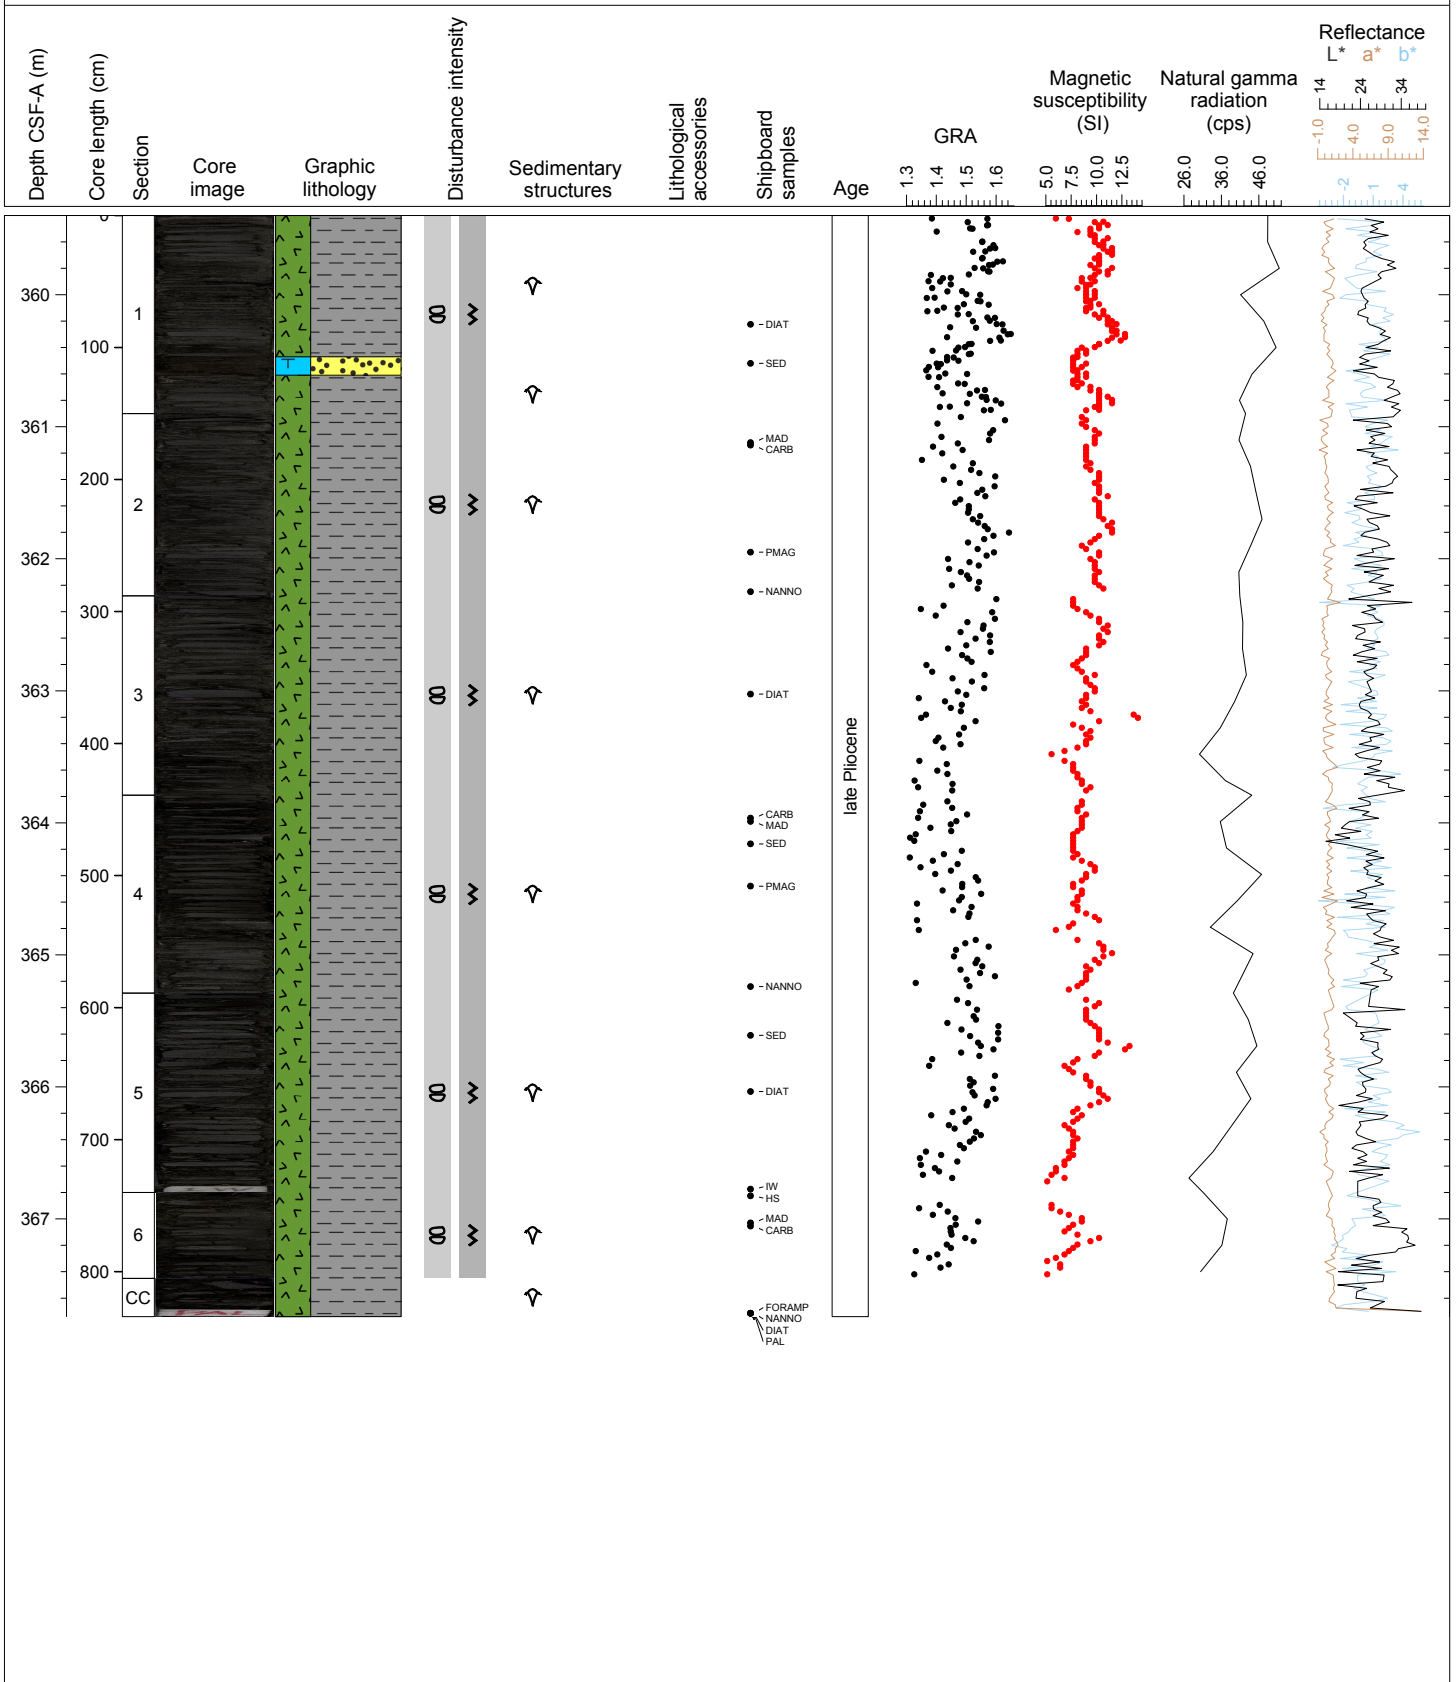 Depth CSF-A (m)
Core length (cm)
Section
Core
image
Graphic
lithology
Disturbance intensity
Sedimentary
structures
Lithological
accessories
Shipboard
samples
Age
GRA
1.3 1.4 1.5 1.6
Magnetic
susceptibility
(SI)
5.0 7.5 10.0 12.5
Natural gamma
radiation
(cps)
26.0 36.0 46.0
Reflectance
L* a* b*
14 24 34
-1.0 4.0 9.0 14.0
-2 1 4
0
360
1
DIAT
100
T
SED
361
MAD
CARB
200
2
362
PMAG
NANNO
300
363
3
DIAT
400
late Pliocene
364
CARB
MAD
SED
500
4
PMAG
365
NANNO
600
SED
366
5
DIAT
700
IW
HS
367
MAD
CARB
6
800
CC
FORAMP
NANNO
DIAT
PAL
PAL